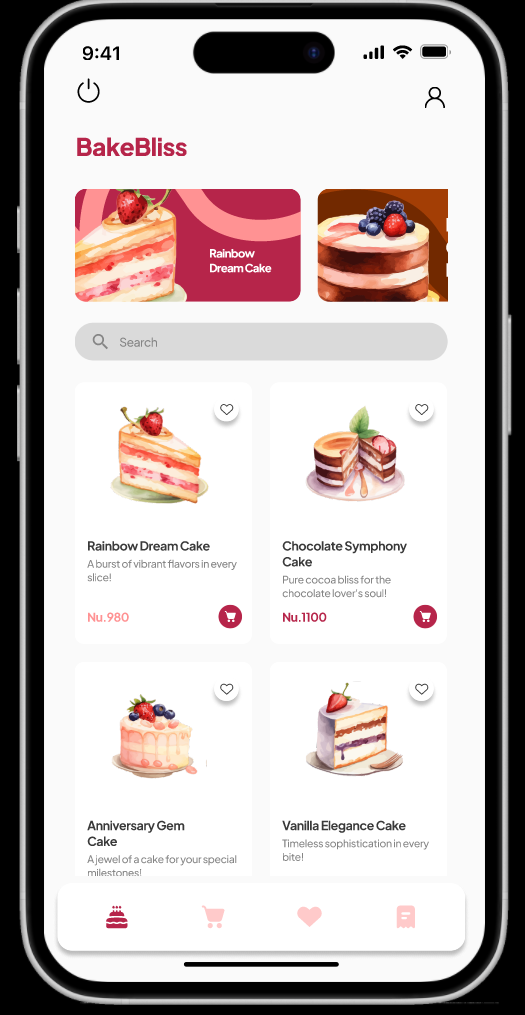 9:41
BakeBliss
Rainbow
Dream Cake
Search
Rainbow Dream Cake
A burst of vibrant flavors in every
slice!
Nu.980
Chocolate Symphony
Cake
Pure cocoa bliss for the
chocolate lover's soul!
Nu.1100
Anniversary Gem
Cake
A jewel of a cake for your special
milestones!
Vanilla Elegance Cake
Timeless sophistication in every
bite!